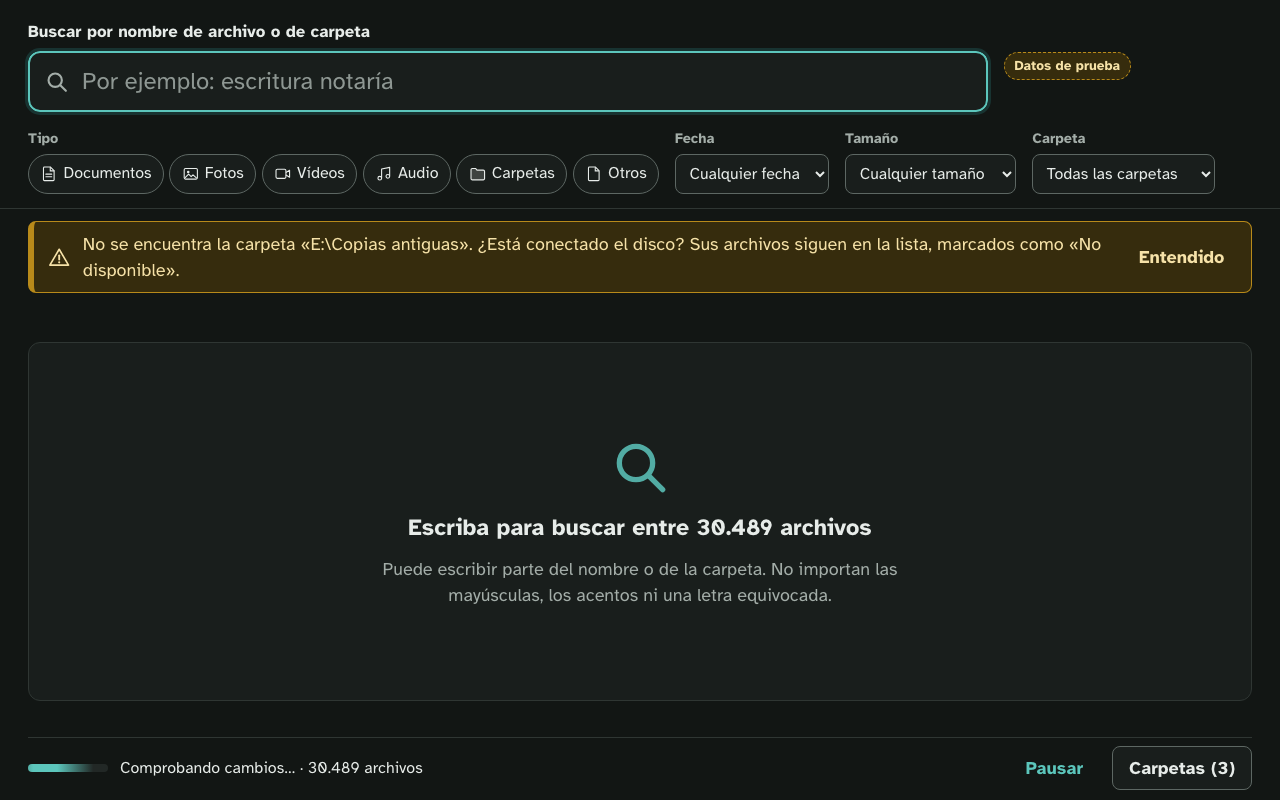 Buscar por nombre de archivo o de carpeta
Por ejemplo: escritura notaría
Datos de prueba
Tipo
Documentos
Fotos
Vídeos
Audio
Carpetas
Otros
Fecha
Cualquier fecha
Tamaño
Cualquier tamaño
Carpeta
Todas las carpetas
No se encuentra la carpeta «E:\Copias antiguas». ¿Está conectado el disco? Sus archivos siguen en la lista, marcados como «No
disponible».
Entendido
Escriba para buscar entre 30.489 archivos
Puede escribir parte del nombre o de la carpeta. No importan las
mayúsculas, los acentos ni una letra equivocada.
Comprobando cambios… · 30.489 archivos
Pausar
Carpetas (3)